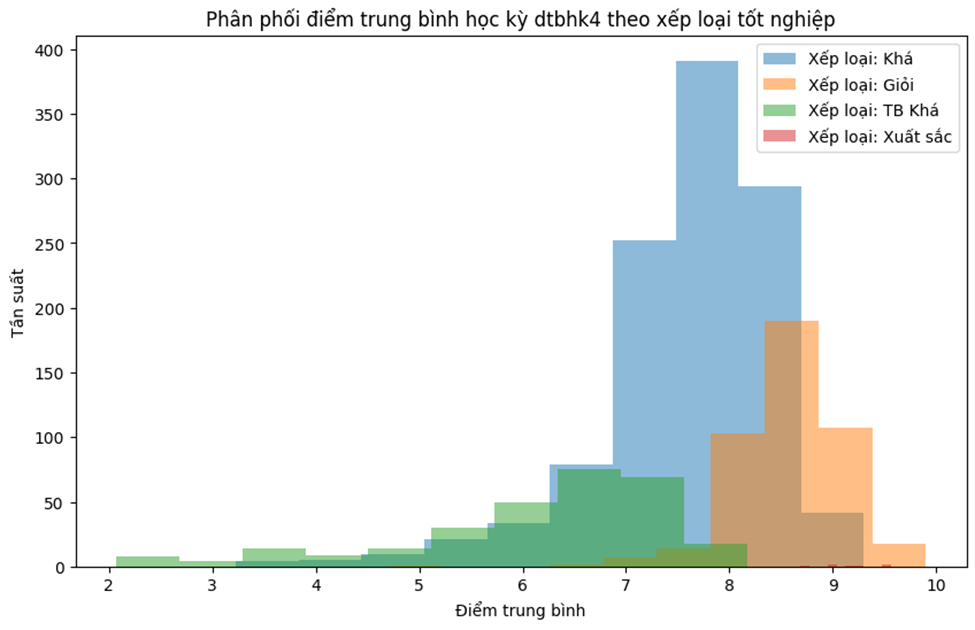 Phân phối điểm trung bình học kỳ dtbhk4 theo xếp loại tốt nghiệp
400
350
300
250
200
150
100
50
0
Tần suất
Xếp loại: Khá
Xếp loại: Giỏi
Xếp loại: TB Khá
Xếp loại: Xuất sắc
2 3 4 5 6 7 8 9 10
Điểm trung bình